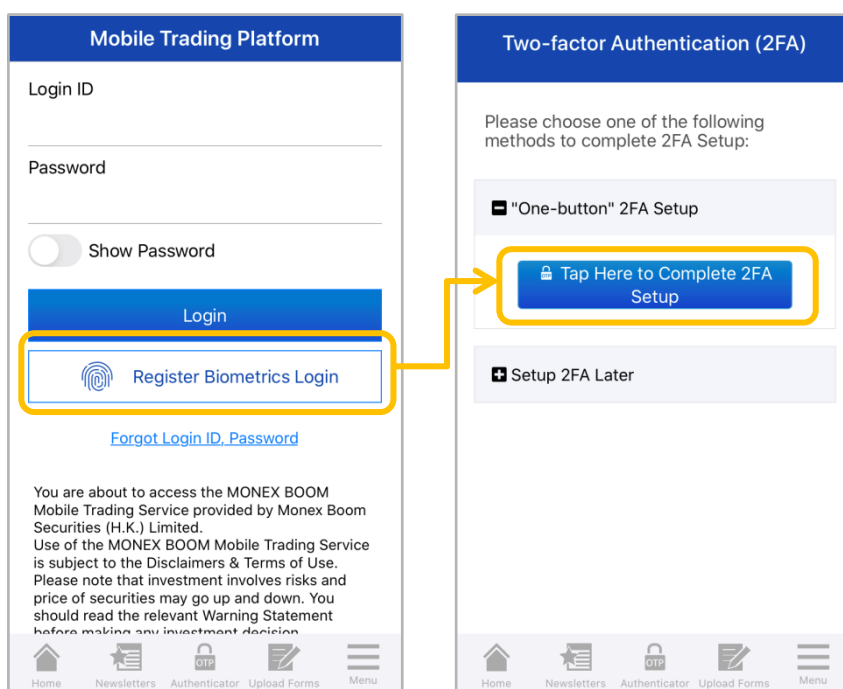 Mobile Trading Platform
Login ID
Password
Show Password
Login
Register Biometrics Login
Forgot Login ID, Password
You are about to access the MONEX BOOM
Mobile Trading Service provided by Monex Boom
Securities (H.K.) Limited.
Use of the MONEX BOOM Mobile Trading Service
is subject to the Disclaimers & Terms of Use.
Please note that investment involves risks and
price of securities may go up and down. You
should read the relevant Warning Statement
before making any investment decision
OTP
Home Newsletters Authenticator Upload Forms Menu
Two-factor Authentication (2FA)
Please choose one of the following
methods to complete 2FA Setup:
"One-button" 2FA Setup
Tap Here to Complete 2FA
Setup
Setup 2FA Later
OTP
Home Newsletters Authenticator Upload Forms Menu